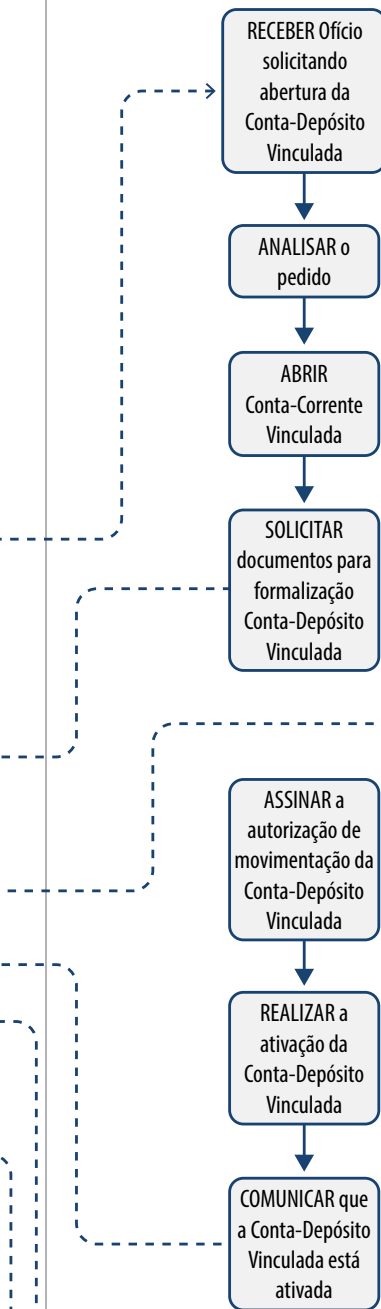 RECEBER Ofício
solicitando
abertura da
Conta-Depósito
Vinculada
ANALISAR o
pedido
ABRIR
Conta-Corrente
Vinculada
SOLICITAR
documentos para
formalização
Conta-Depósito
Vinculada
ASSINAR a
autorização de
movimentação da
Conta-Depósito
Vinculada
REALIZAR a
ativação da
Conta-Depósito
Vinculada
COMUNICAR que
a Conta-Depósito
Vinculada está
ativada